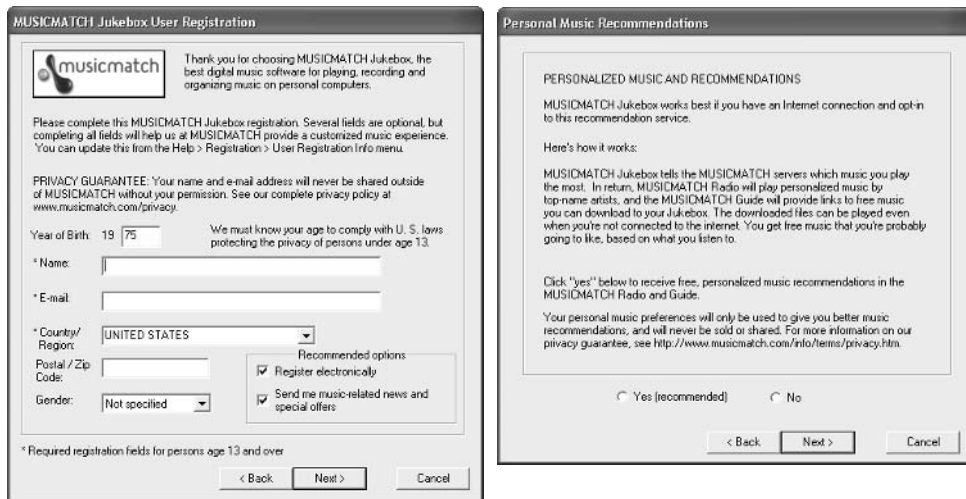 MUSICMATCH Jukebox User Registration
musicmatch
Thank you for choosing MUSICMATCH Jukebox, the
best digital music software for playing, recording and
organizing music on personal computers.
Please complete this MUSICMATCH Jukebox registration. Several fields are optional, but
completing all fields will help us at MUSICMATCH provide a customized music experience.
You can update this from the Help > Registration > User Registration Info menu.
PRIVACY GUARANTEE: Your name and e-mail address will never be shared outside
of MUSICMATCH without your permission. See our complete privacy policy at
www.musicmatch.com/privacy.
Year of Birth: 19 75
We must know your age to comply with U. S. laws
protecting the privacy of persons under age 13.
* Name:
* E-mail:
* Country/
Region:
UNITED STATES
Postal / Zip
Code:
Gender:
Not specified
Recommended options
Register electronically
Send me music-related news and
special offers
* Required registration fields for persons age 13 and over
< Back
Next >
Cancel
Personal Music Recommendations
PERSONALIZED MUSIC AND RECOMMENDATIONS
MUSICMATCH Jukebox works best if you have an Internet connection and opt-in
to this recommendation service.
Here's how it works:
MUSICMATCH Jukebox tells the MUSICMATCH servers which music you play
the most. In return, MUSICMATCH Radio will play personalized music by
top-name artists, and the MUSICMATCH Guide will provide links to free music
you can download to your Jukebox. The downloaded files can be played even
when you're not connected to the internet. You get free music that you're probably
going to like, based on what you listen to.
Click "yes" below to receive free, personalized music recommendations in the
MUSICMATCH Radio and Guide.
Your personal music preferences will only be used to give you better music
recommendations, and will never be sold or shared. For more information on our
privacy guarantee, see http://www.musicmatch.com/info/terms/privacy.htm.
Yes (recommended)
No
< Back
Next >
Cancel